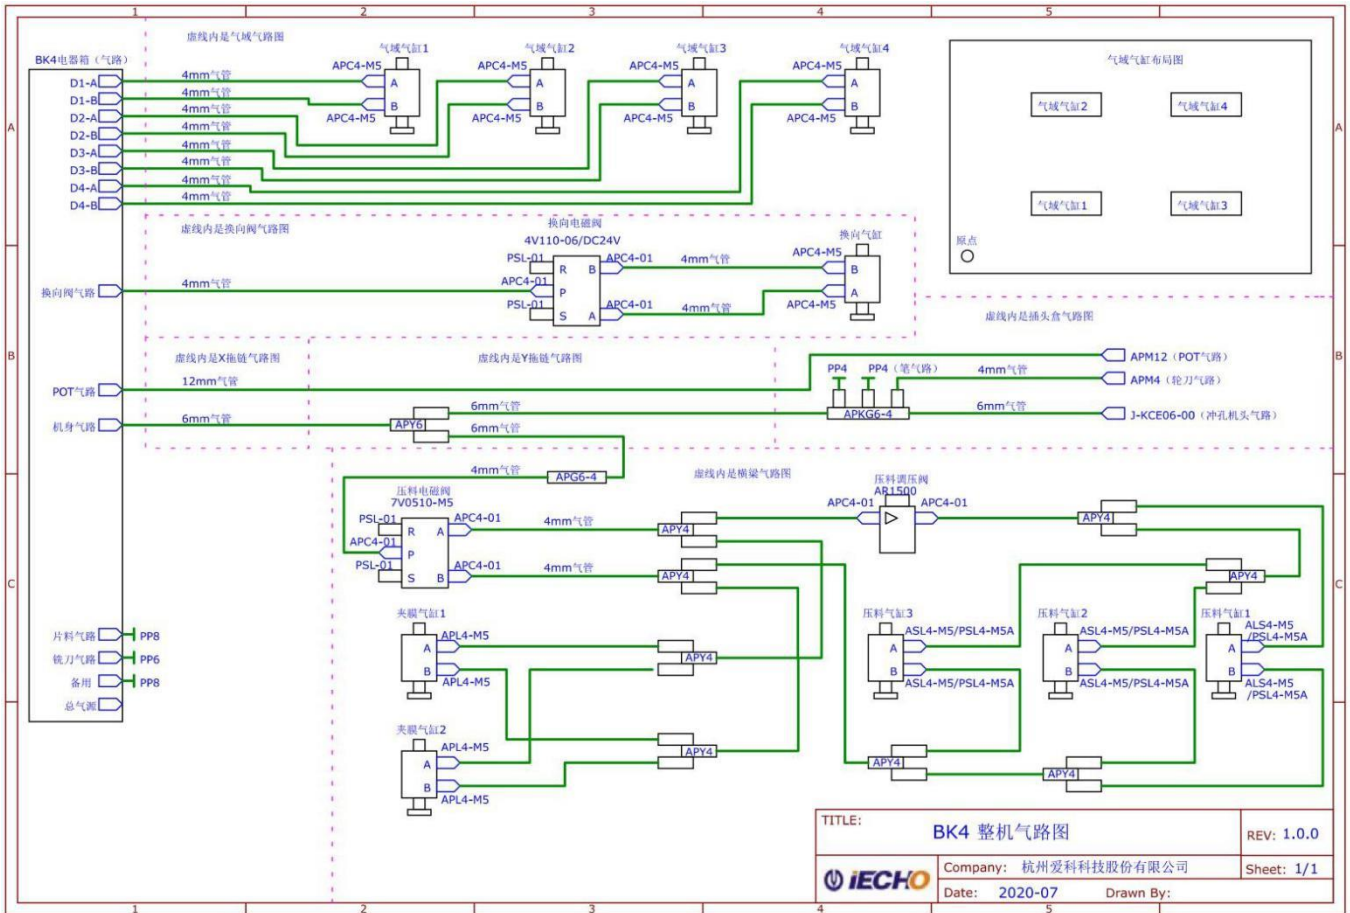 1 2 3 4 5
虚线内是气域气路图
BK4电器箱（气路）
气域气缸1
气域气缸2
气域气缸3
气域气缸4
气域气缸布局图
D1-A
D1-B
D2-A
D2-B
D3-A
D3-B
D4-A
D4-B
4mm气管
4mm气管
4mm气管
4mm气管
4mm气管
4mm气管
4mm气管
4mm气管
APC4-M5
A
B
APC4-M5
APC4-M5
A
B
APC4-M5
APC4-M5
A
B
APC4-M5
APC4-M5
A
B
APC4-M5
气域气缸2
气域气缸4
气域气缸1
气域气缸3
原点
A
A
虚线内是换向阀气路图
换向电磁阀
4V110-06/DC24V
PSL-01
R
B
APC4-01
APC4-01
P
PSL-01
S
A
APC4-01
4mm气管
4mm气管
换向气缸
APC4-M5
B
A
APC4-M5
换向阀气路
4mm气管
虚线内是插头盒气路图
B
B
虚线内是X拖链气路图
虚线内是Y拖链气路图
POT气路
12mm气管
机身气路
6mm气管
APY6
6mm气管
6mm气管
PP4
PP4（笔气路）
4mm气管
APKG6-4
6mm气管
APM12（POT气路）
APM4（轮刀气路）
J-KCE06-00（冲孔机头气路）
4mm气管
APG6-4
虚线内是横梁气路图
压料电磁阀
7V0510-M5
PSL-01
R
A
APC4-01
APC4-01
P
PSL-01
S
B
APC4-01
4mm气管
4mm气管
APY4
APY4
压料调压阀
AR1500
APC4-01
APC4-01
APY4
APY4
C
C
夹膜气缸1
APL4-M5
A
B
APL4-M5
APY4
夹膜气缸2
APL4-M5
A
B
APL4-M5
APY4
压料气缸3
ASL4-M5/PSL4-M5A
A
B
ASL4-M5/PSL4-M5A
压料气缸2
ASL4-M5/PSL4-M5A
A
B
ASL4-M5/PSL4-M5A
压料气缸1
ALS4-M5
/PSL4-M5A
A
B
ALS4-M5
/PSL4-M5A
APY4
APY4
片料气路
PP8
铣刀气路
PP6
备用
PP8
总气源
TITLE:
BK4 整机气路图
REV: 1.0.0
iECHO
Company: 杭州爱科科技股份有限公司
Sheet: 1/1
Date: 2020-07
Drawn By:
1 2 3 4 5